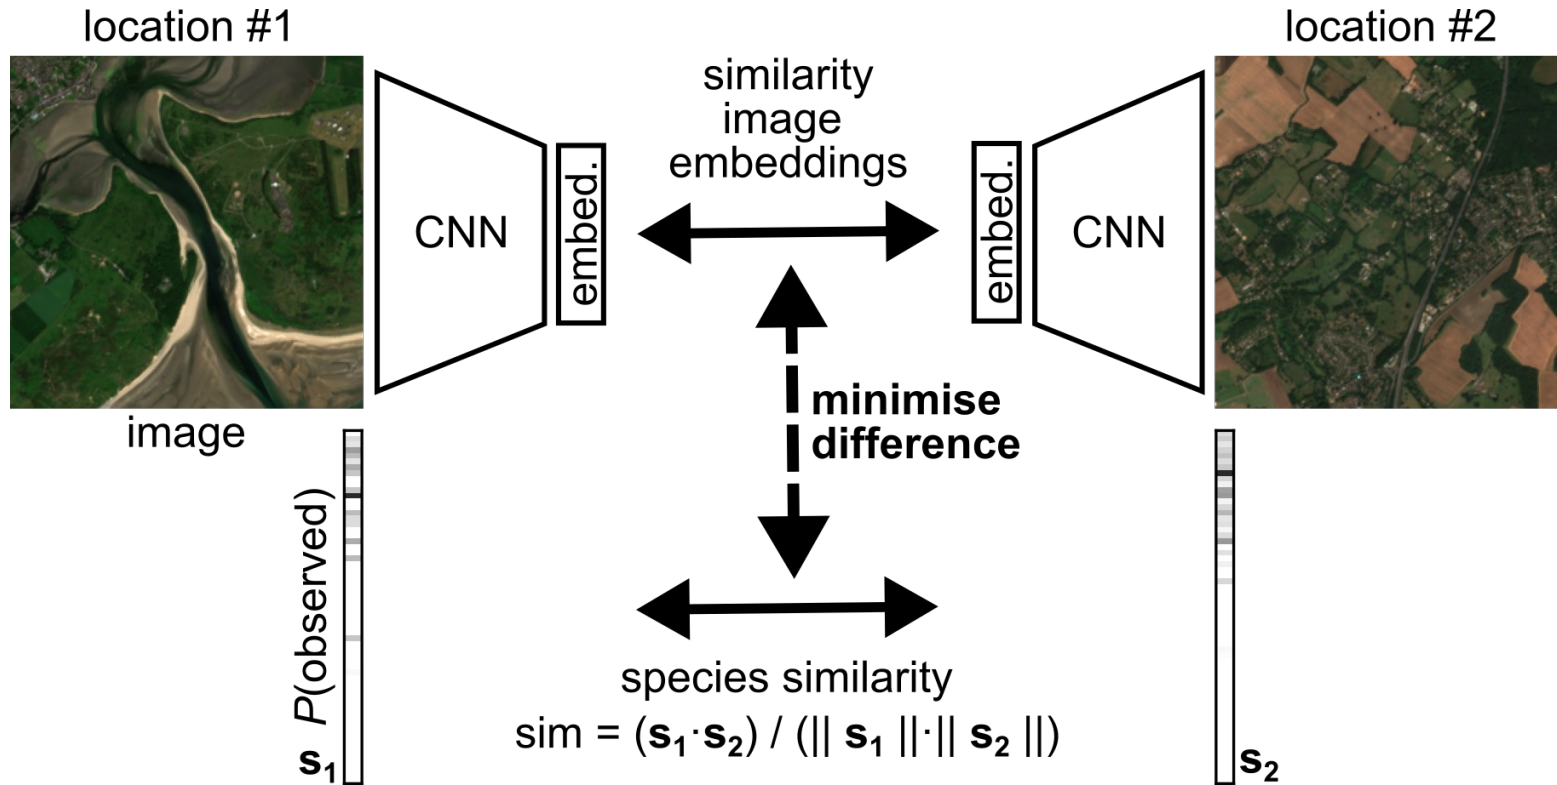 location #1
location #2
similarity
image
embeddings
CNN
embed.
embed.
CNN
minimise
difference
image
P(observed)
s1
species similarity
sim = (s1·s2) / (|| s1 ||·|| s2 ||)
s2